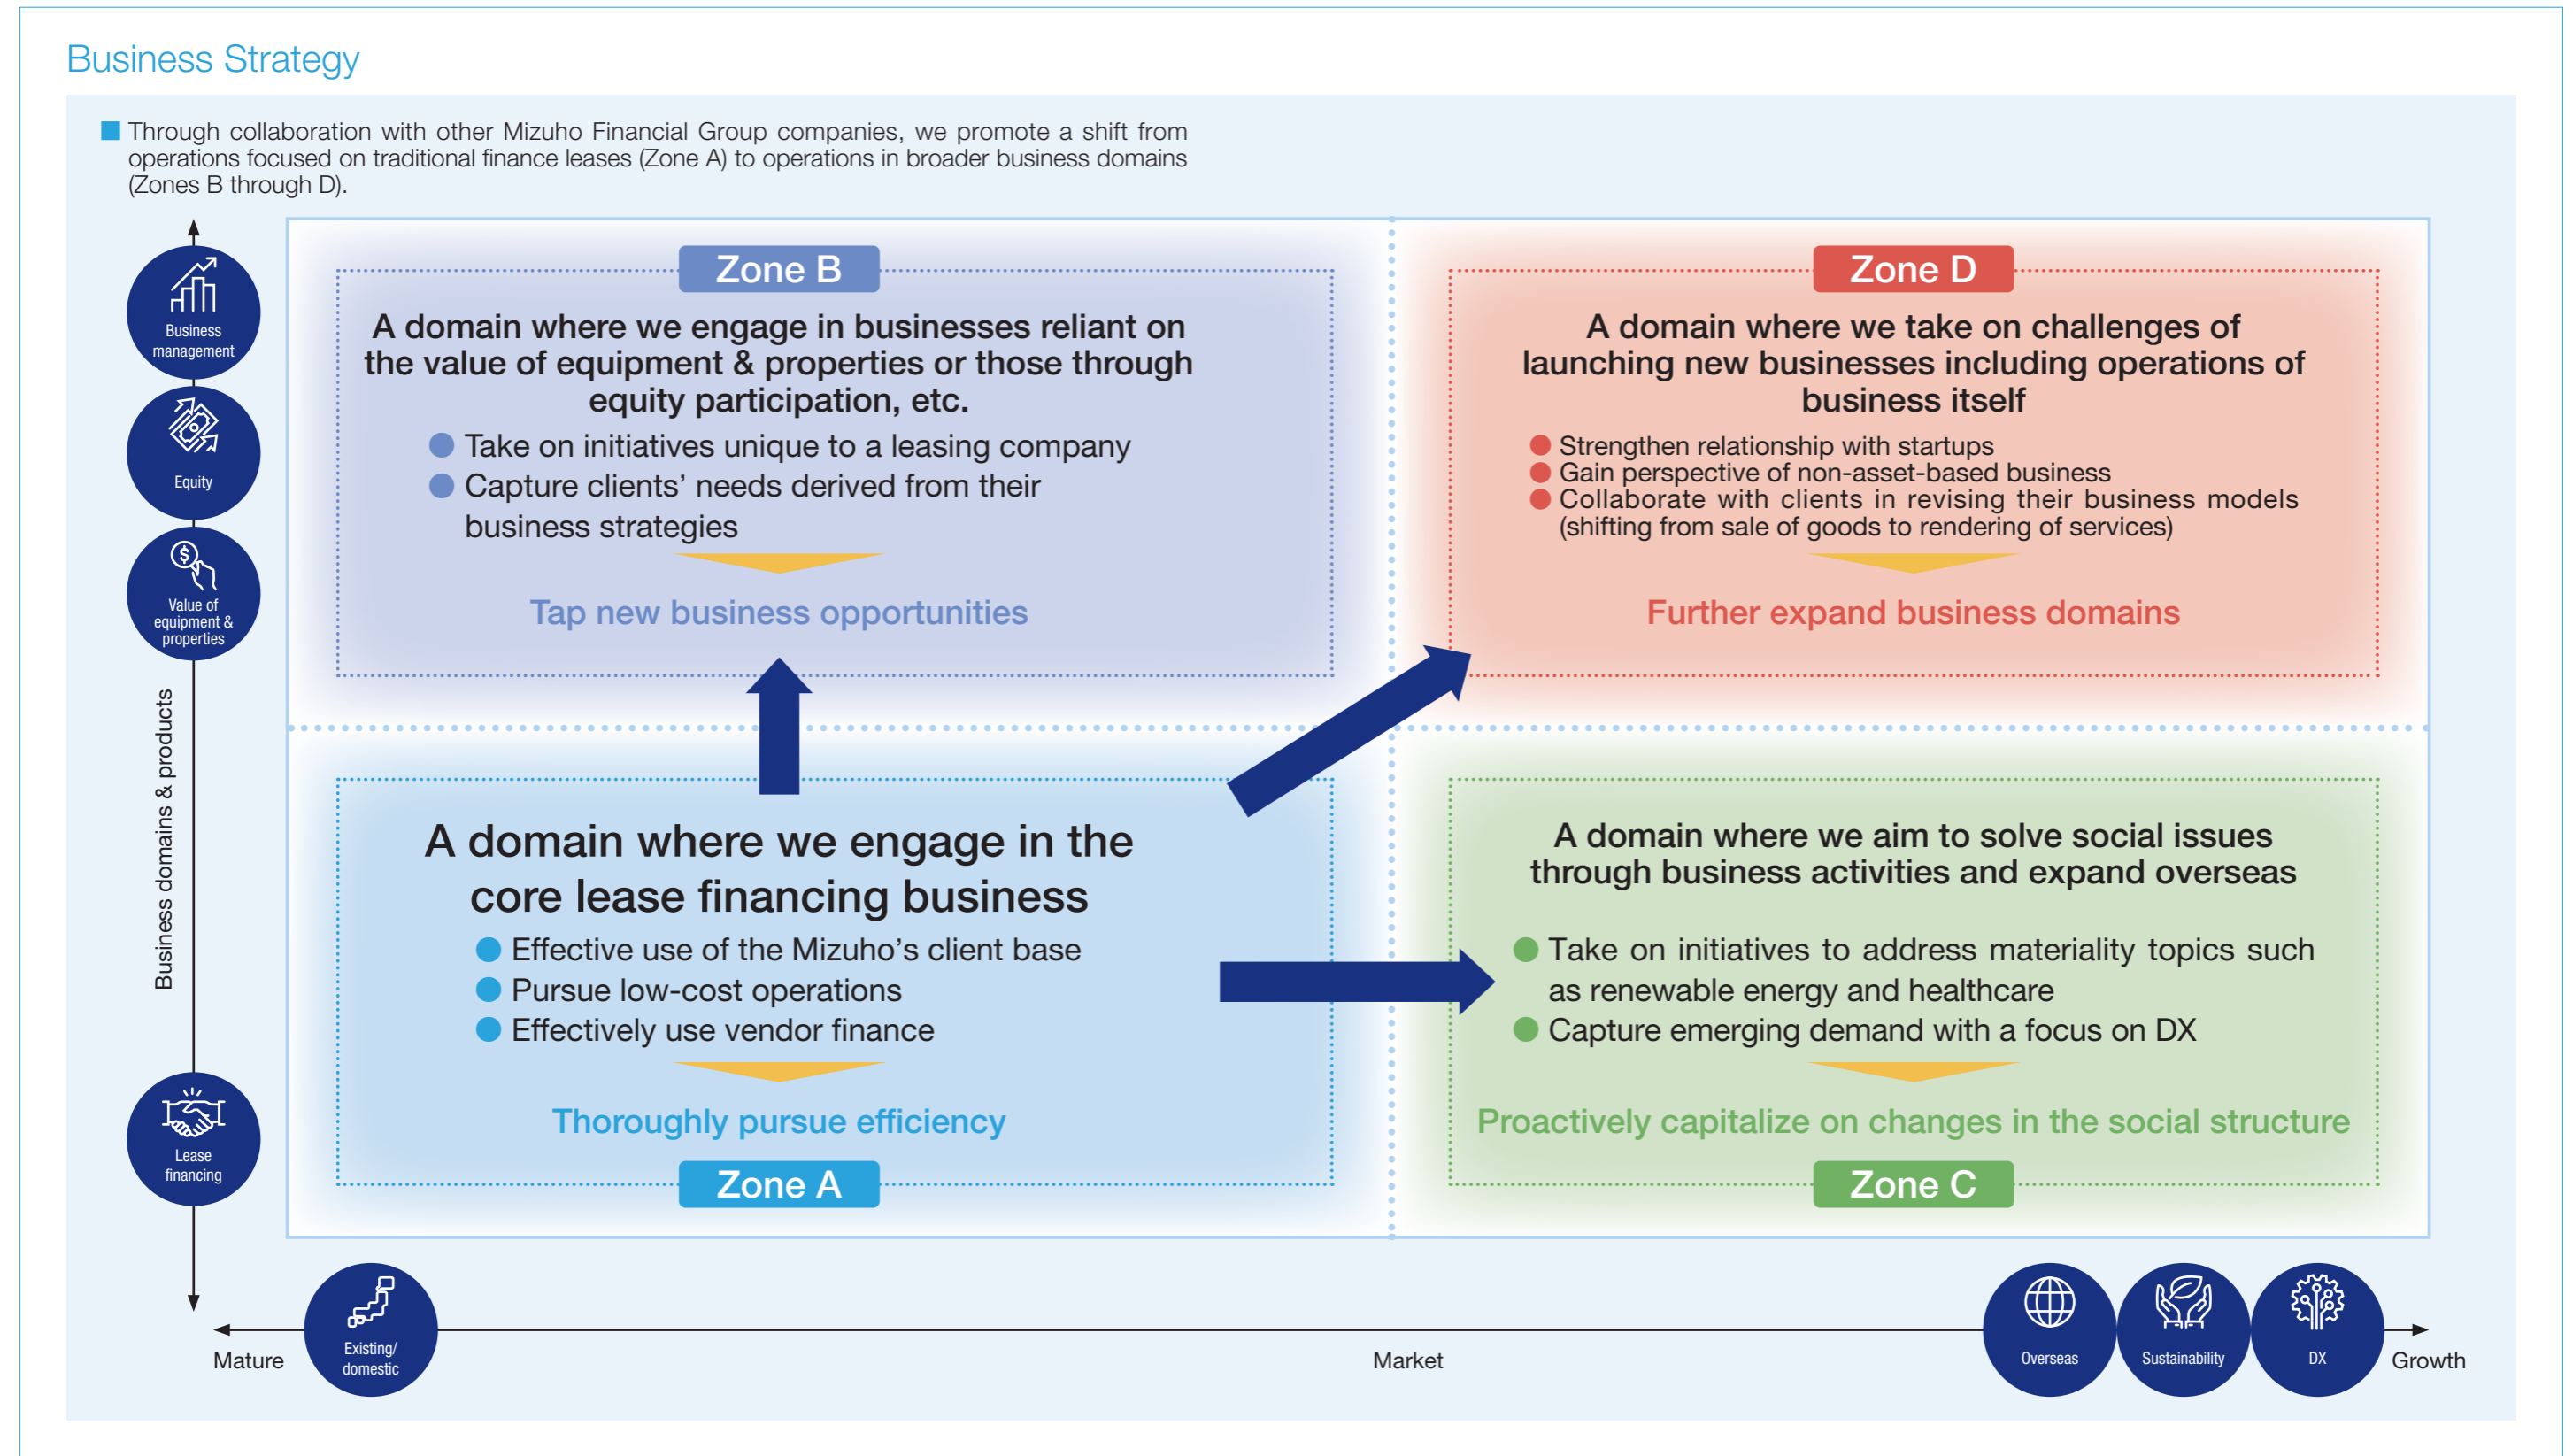 Business Strategy
Through collaboration with other Mizuho Financial Group companies, we promote a shift from
operations focused on traditional finance leases (Zone A) to operations in broader business domains
(Zones B through D).
Business
management
Equity
Value of
equipment &
properties
Business domains & products
Lease
financing
Zone B
A domain where we engage in businesses reliant on
the value of equipment & properties or those through
equity participation, etc.
Take on initiatives unique to a leasing company
Capture clients’ needs derived from their
business strategies
Tap new business opportunities
Zone D
A domain where we take on challenges of
launching new businesses including operations of
business itself
Strengthen relationship with startups
Gain perspective of non-asset-based business
Collaborate with clients in revising their business models
(shifting from sale of goods to rendering of services)
Further expand business domains
A domain where we engage in the
core lease financing business
Effective use of the Mizuho’s client base
Pursue low-cost operations
Effectively use vendor finance
Thoroughly pursue efficiency
Zone A
A domain where we aim to solve social issues
through business activities and expand overseas
Take on initiatives to address materiality topics such
as renewable energy and healthcare
Capture emerging demand with a focus on DX
Proactively capitalize on changes in the social structure
Zone C
Mature
Existing/
domestic
Market
Overseas
Sustainability
DX
Growth